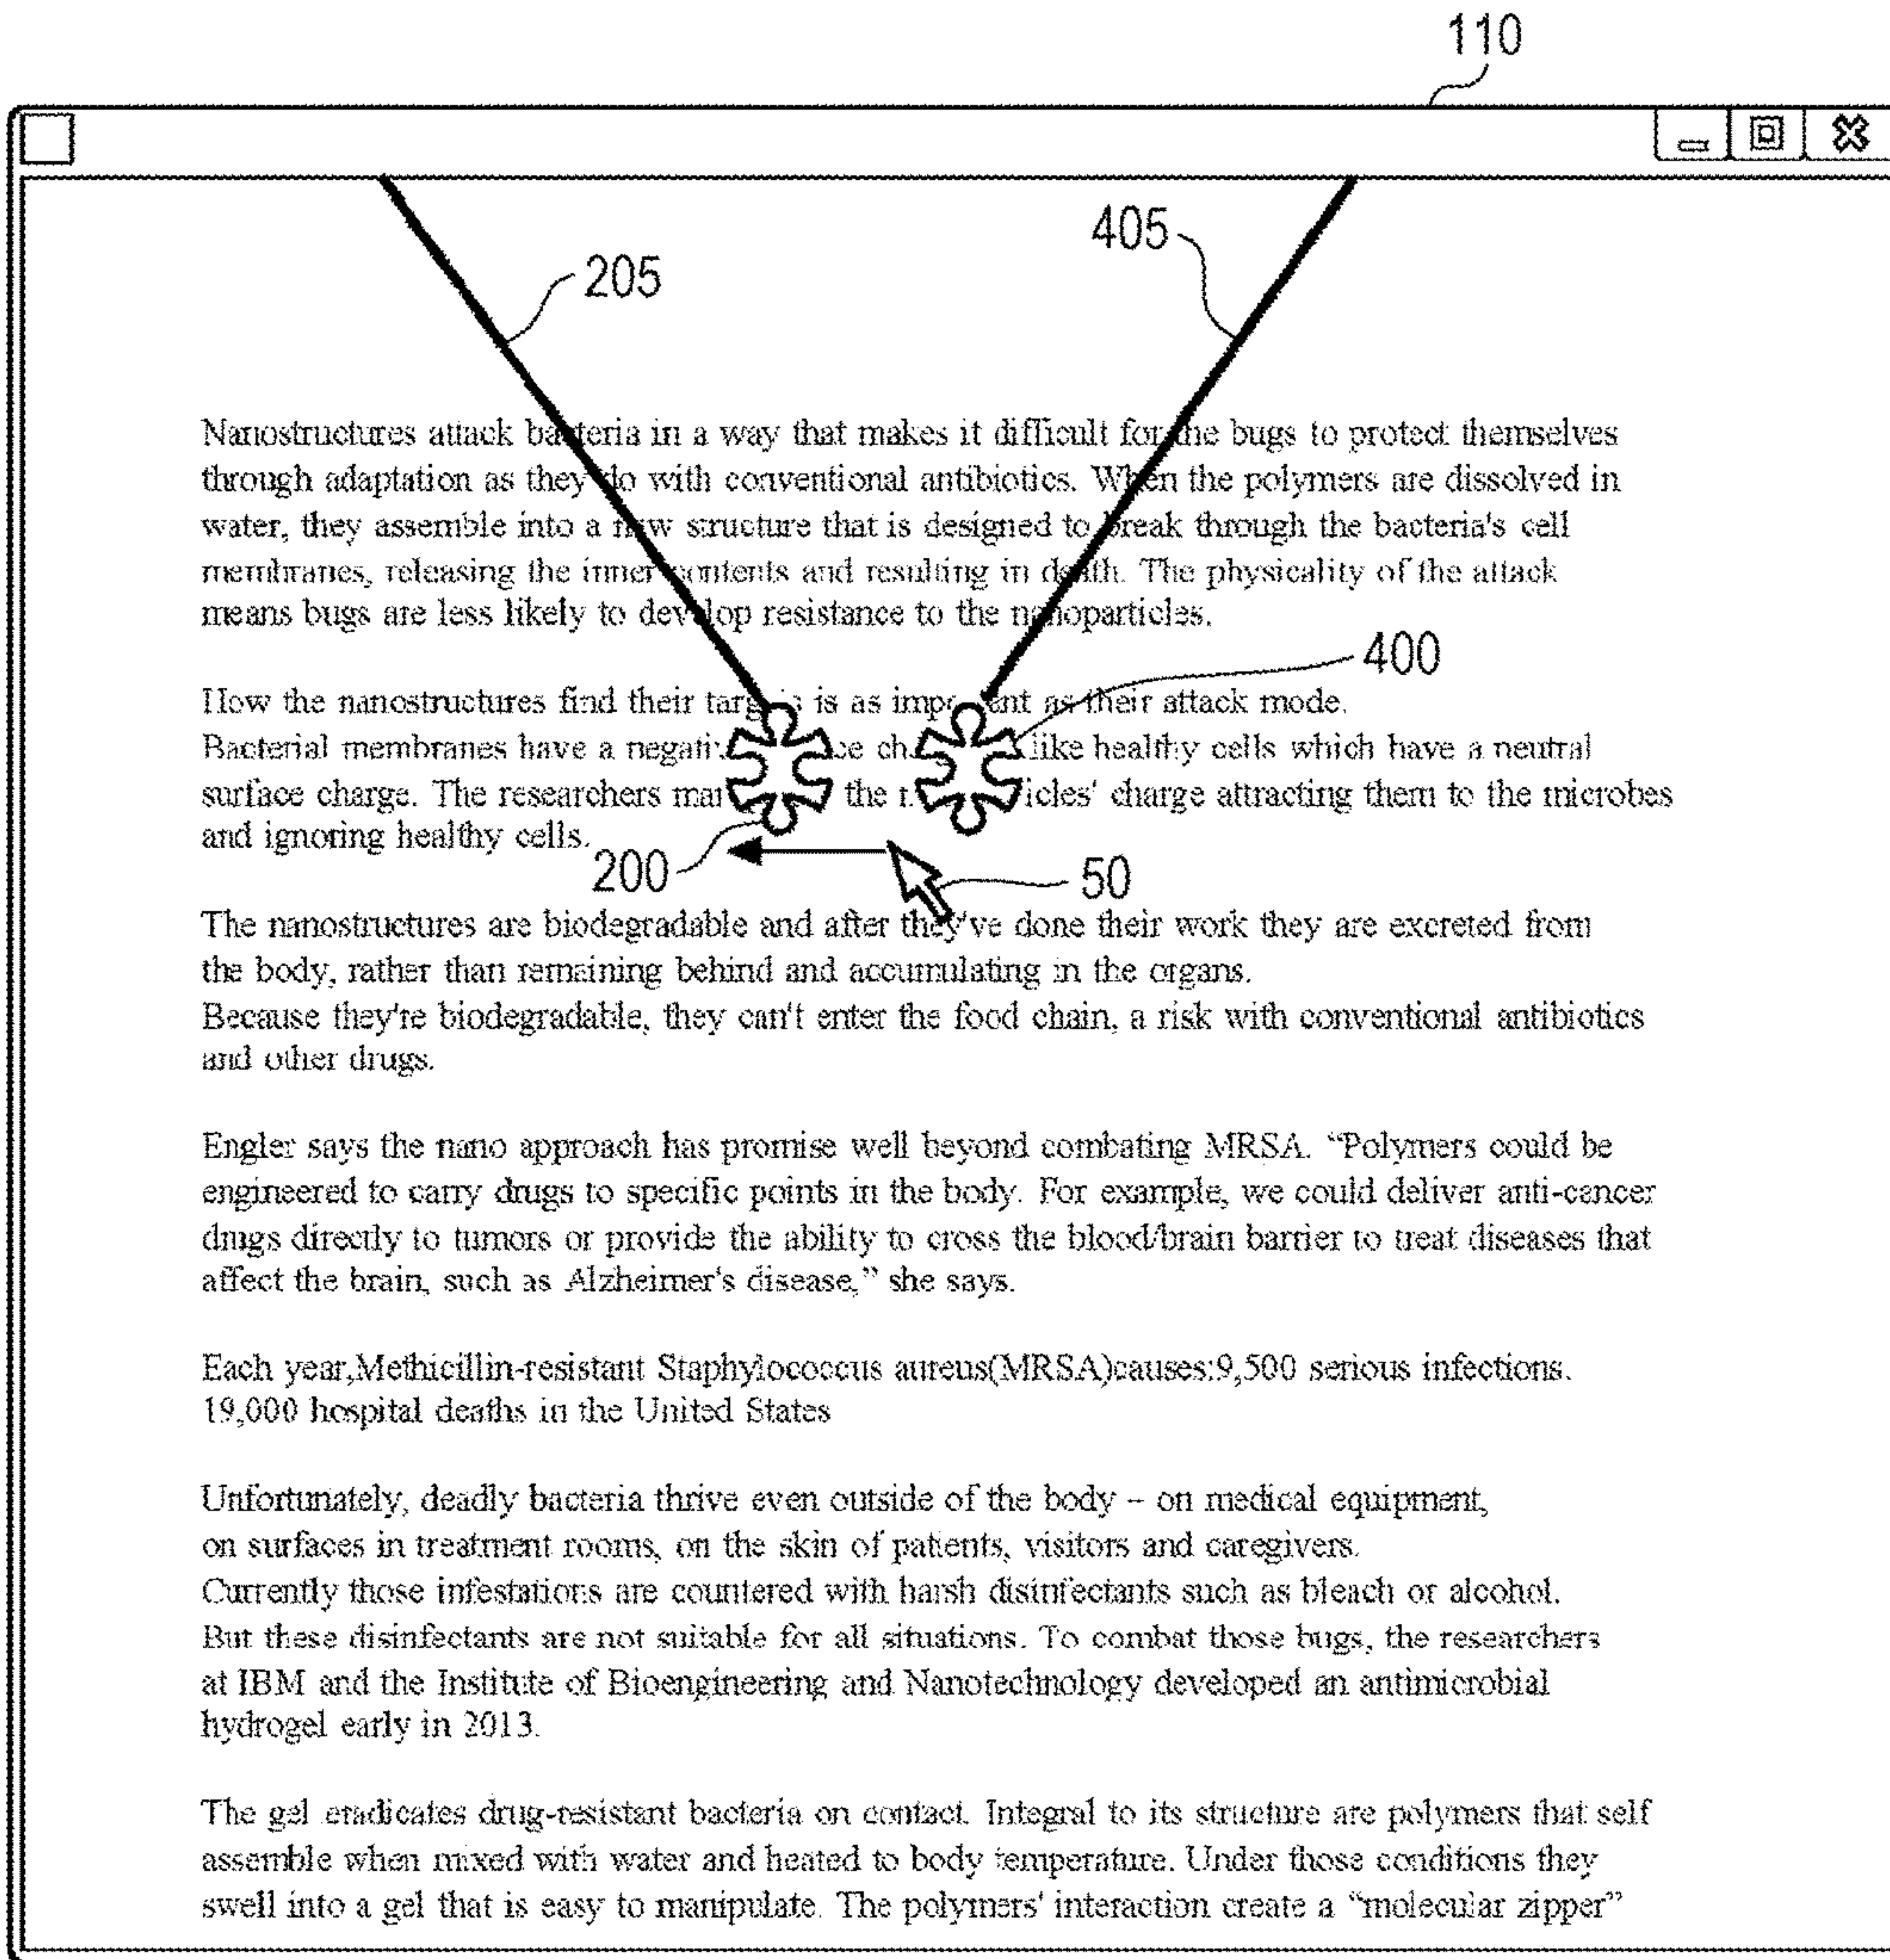 110
205
405
Nanostructures attack bacteria in a way that makes it difficult for the bugs to protect themselves
through adaptation as they do with conventional antibiotics. When the polymers are dissolved in
water, they assemble into a new structure that is designed to break through the bacteria's cell
membranes, releasing the inner contents and resulting in death. The physicality of the attack
means bugs are less likely to develop resistance to the nanoparticles.
400
How the nanostructures find their is as important as their attack mode.
Bacterial membranes have a healthy cells which have a neutral
surface charge. The researchers the charge attracting them to the microbes
and ignoring healthy cells.
200
50
The nanostructures are biodegradable and after they've done their work they are excreted from
the body, rather than remaining behind and accumulating in the organs.
Because they're biodegradable, they can't enter the food chain, a risk with conventional antibiotics
and other drugs.
Engler says the nano approach has promise well beyond combating MRSA. “Polymers could be
engineered to carry drugs to specific points in the body. For example, we could deliver anti-cancer
drugs directly to tumors or provide the ability to cross the blood/brain barrier to treat diseases that
affect the brain, such as Alzheimer's disease,” she says.
Each year,Methicillin-resistant Staphylococcus aureus(MRSA)causes:9,500 serious infections.
19,000 hospital deaths in the United States
Unfortunately, deadly bacteria thrive even outside of the body – on medical equipment,
on surfaces in treatment rooms, on the skin of patients, visitors and caregivers.
Currently those infestations are countered with harsh disinfectants such as bleach or alcohol.
But these disinfectants are not suitable for all situations. To combat those bugs, the researchers
at IBM and the Institute of Bioengineering and Nanotechnology developed an antimicrobial
hydrogel early in 2013.
The gel eradicates drug-resistant bacteria on contact. Integral to its structure are polymers that self
assemble when mixed with water and heated to body temperature. Under those conditions they
swell into a gel that is easy to manipulate. The polymers' interaction create a “molecular zipper”